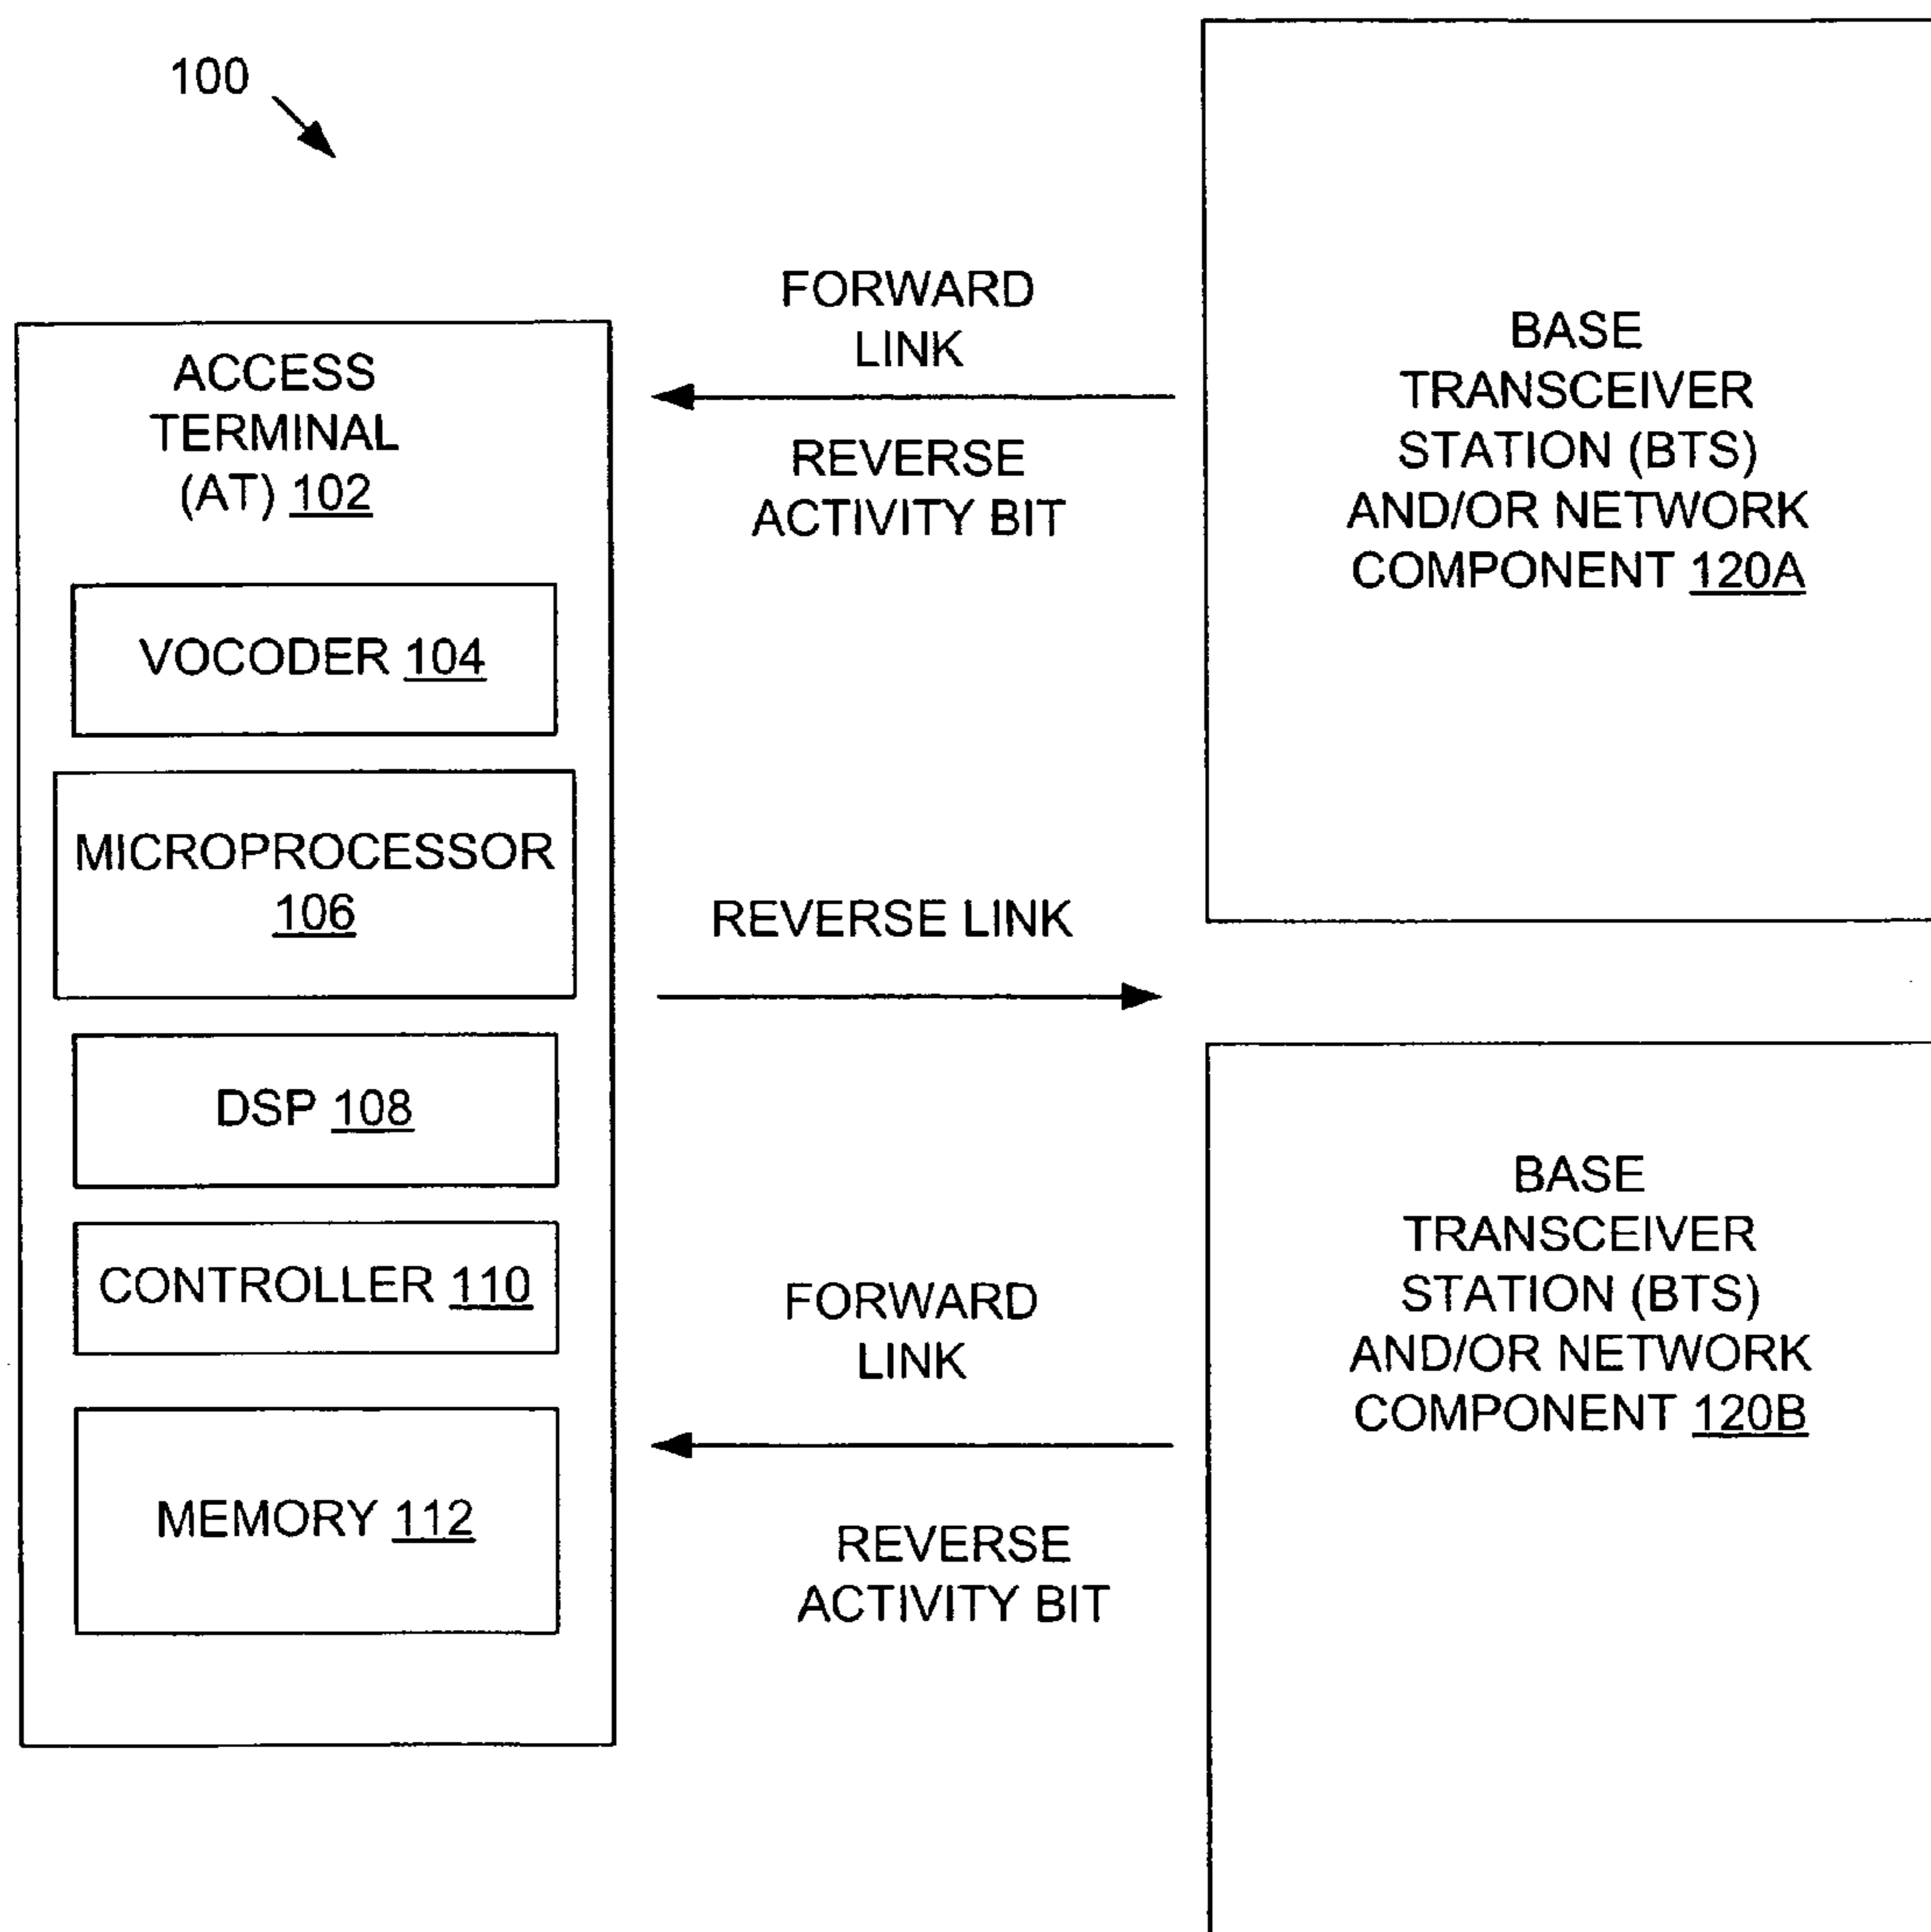 100
ACCESS
TERMINAL
(AT) 102
VOCODER 104
MICROPROCESSOR
106
DSP 108
CONTROLLER 110
MEMORY 112
FORWARD
LINK
REVERSE
ACTIVITY BIT
REVERSE LINK
FORWARD
LINK
REVERSE
ACTIVITY BIT
BASE
TRANSCEIVER
STATION (BTS)
AND/OR NETWORK
COMPONENT 120A
BASE
TRANSCEIVER
STATION (BTS)
AND/OR NETWORK
COMPONENT 120B